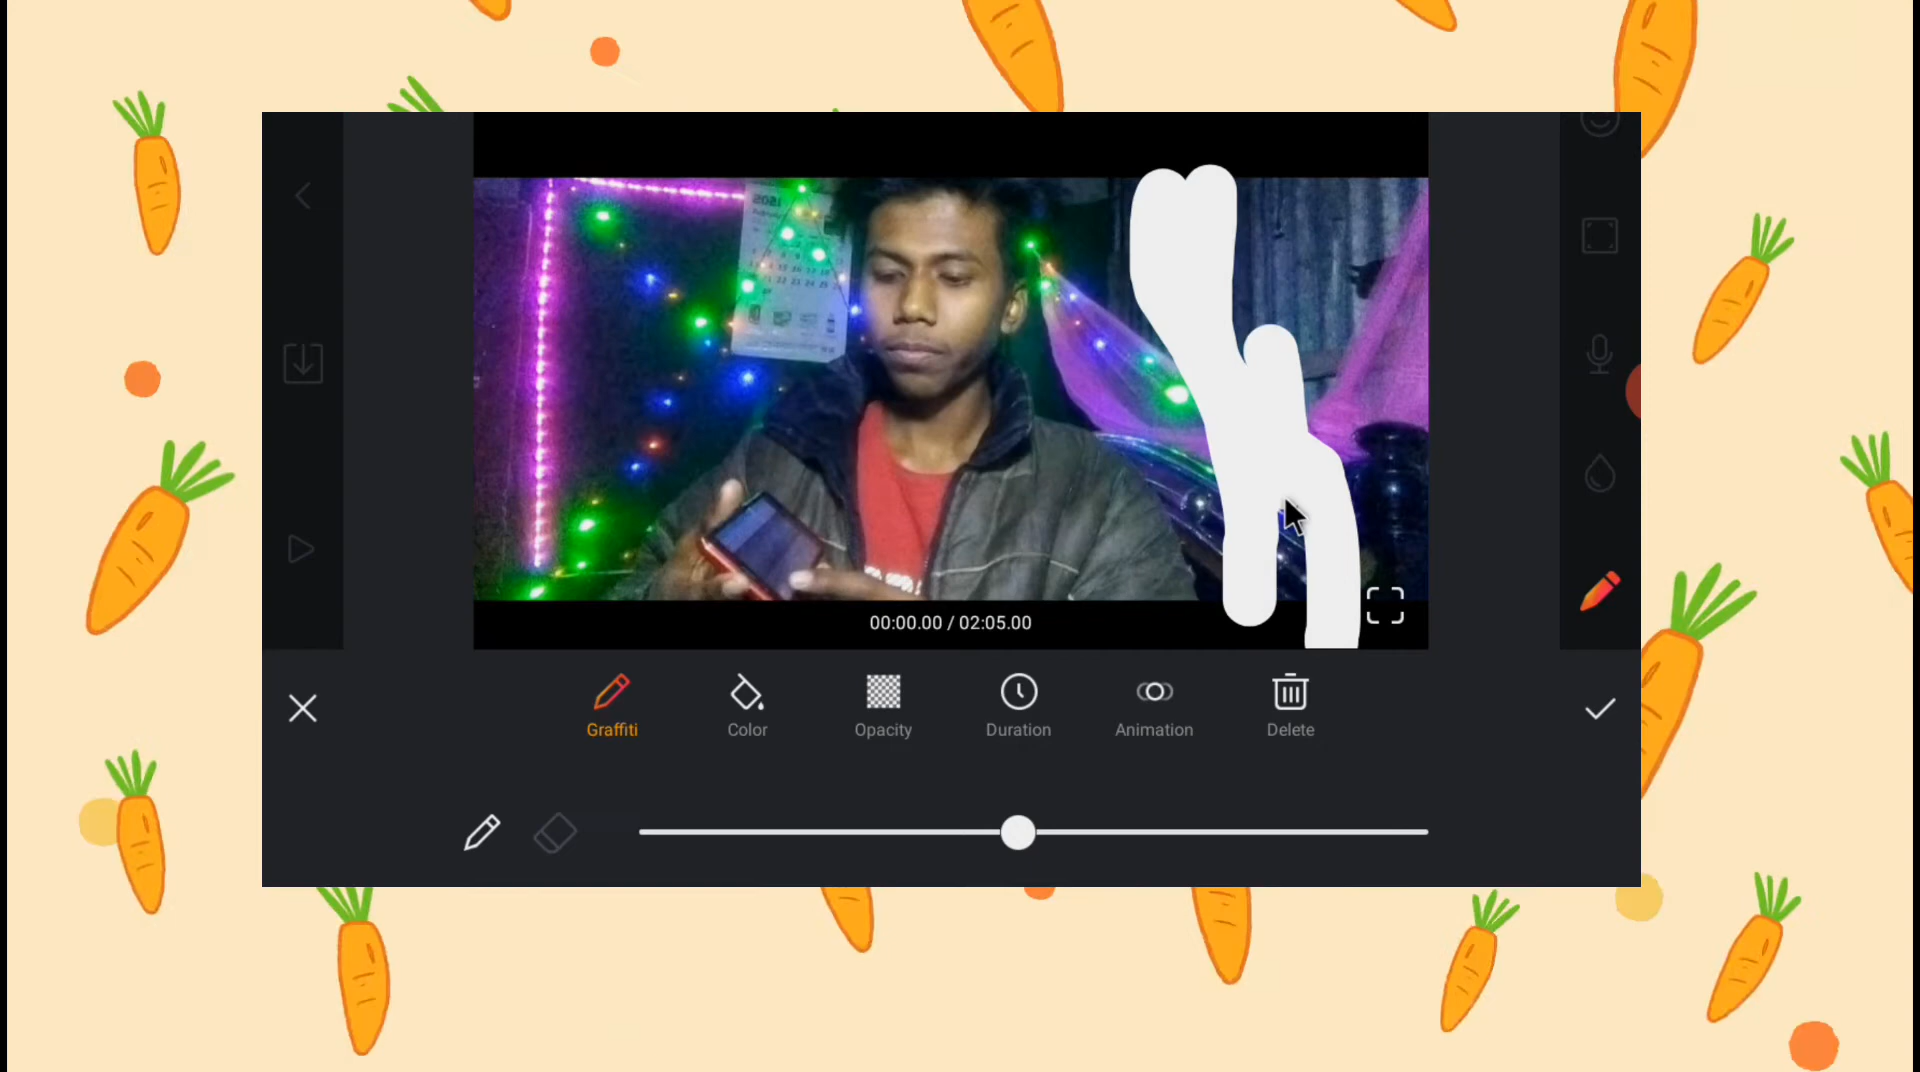 00:00.00 / 02:05.00
Graffiti
Color
Opacity
Duration
Animation
Delete